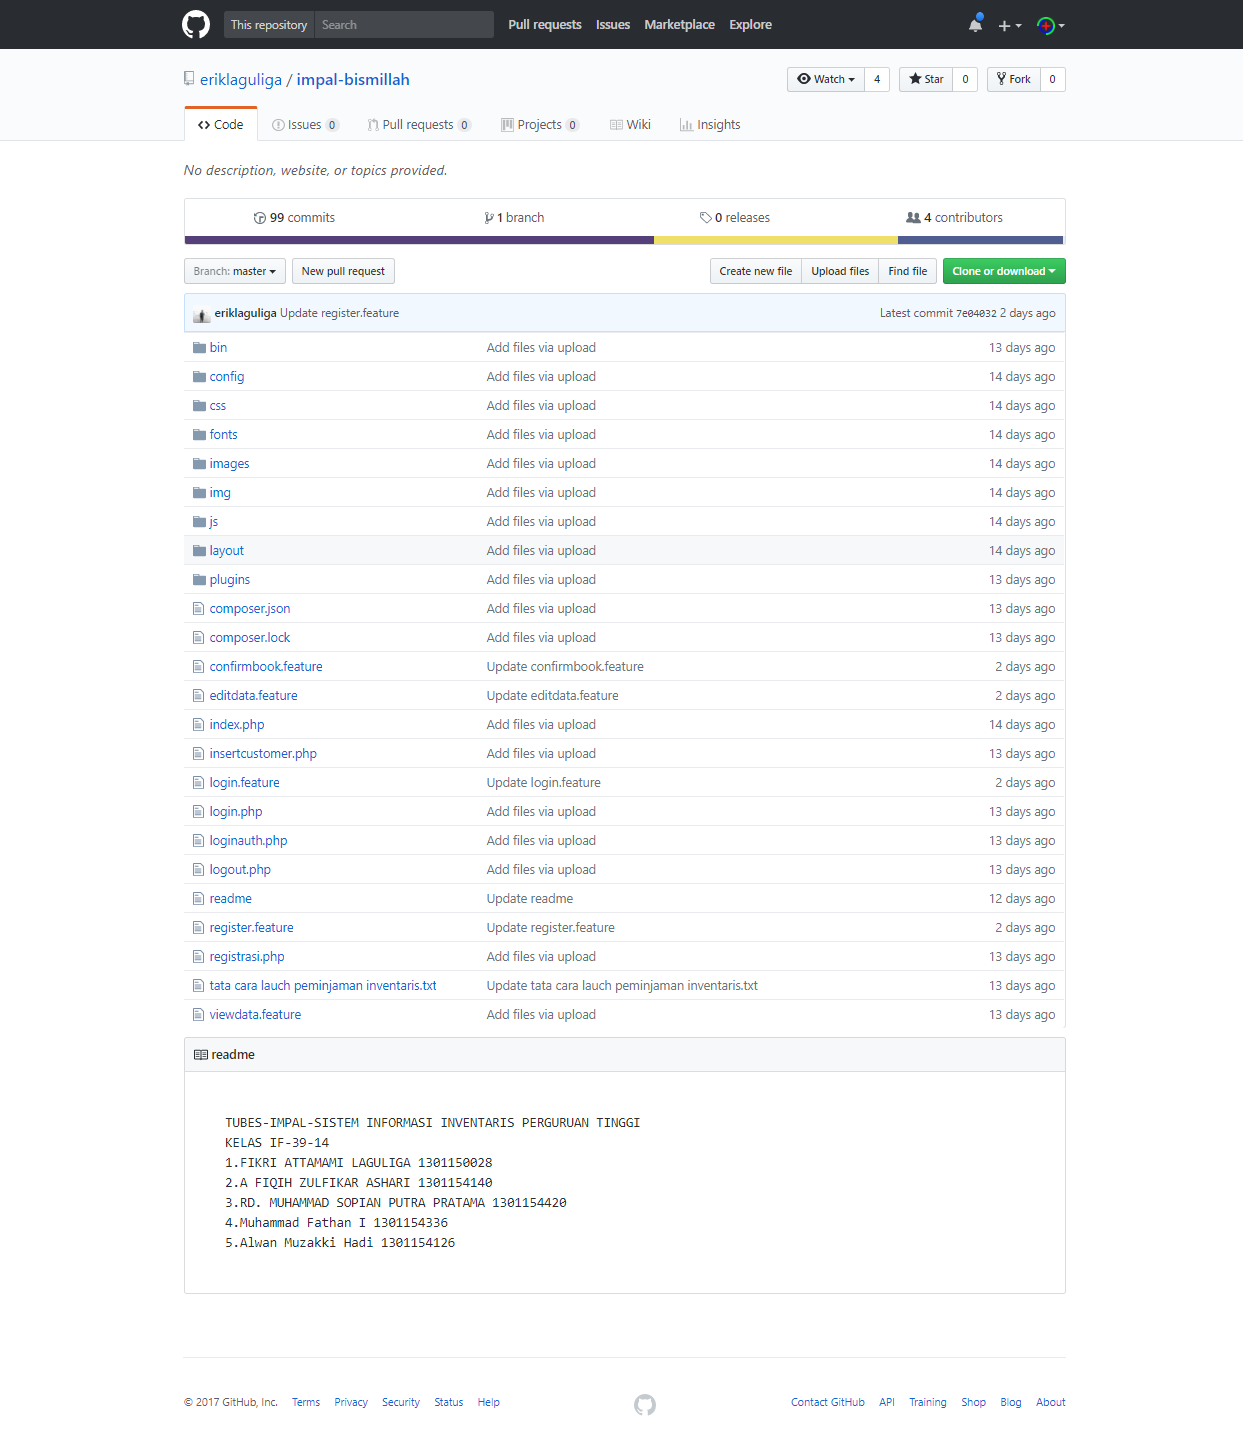 This repository Search Pull requests Issues Marketplace Explore
eriklaguliga / impal-bismillah Watch 4 Star 0 Fork 0
Code Issues 0 Pull requests 0 Projects 0 Wiki Insights
No description, website, or topics provided.
99 commits 1 branch 0 releases 4 contributors
Branch: master New pull request Create new file Upload files Find file Clone or download
eriklaguliga Update register.feature Latest commit 7e04032 2 days ago
bin Add files via upload 13 days ago
config Add files via upload 14 days ago
css Add files via upload 14 days ago
fonts Add files via upload 14 days ago
images Add files via upload 14 days ago
img Add files via upload 14 days ago
js Add files via upload 14 days ago
layout Add files via upload 14 days ago
plugins Add files via upload 13 days ago
composer.json Add files via upload 13 days ago
composer.lock Add files via upload 13 days ago
confirmbook.feature Update confirmbook.feature 2 days ago
editdata.feature Update editdata.feature 2 days ago
index.php Add files via upload 14 days ago
insertcustomer.php Add files via upload 13 days ago
login.feature Update login.feature 2 days ago
login.php Add files via upload 13 days ago
loginauth.php Add files via upload 13 days ago
logout.php Add files via upload 13 days ago
readme Update readme 12 days ago
register.feature Update register.feature 2 days ago
registrasi.php Add files via upload 13 days ago
tata cara lauch peminjaman inventaris.txt Update tata cara lauch peminjaman inventaris.txt 13 days ago
viewdata.feature Add files via upload 13 days ago
readme
TUBES-IMPAL-SISTEM INFORMASI INVENTARIS PERGURUAN TINGGI
KELAS IF-39-14
1.FIKRI ATTAMAMI LAGULIGA 1301150028
2.A FIQIH ZULFIKAR ASHARI 1301154140
3.RD. MUHAMMAD SOPIAN PUTRA PRATAMA 1301154420
4.Muhammad Fathan I 1301154336
5.Alwan Muzakki Hadi 1301154126
© 2017 GitHub, Inc. Terms Privacy Security Status Help Contact GitHub API Training Shop Blog About